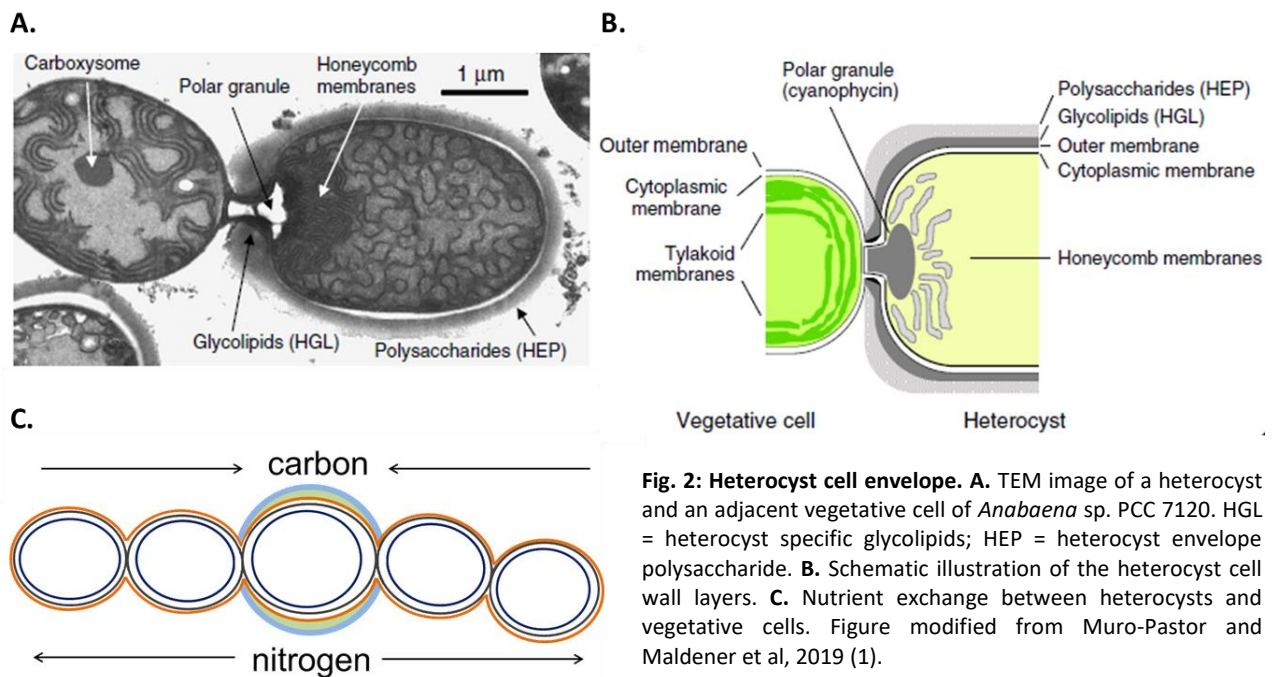 A.
Carboxysome
Polar granule
Honeycomb
membranes
1 μm
Glycolipids (HGL)
Polysaccharides (HEP)
B.
Polar granule
(cyanophycin)
Outer membrane
Cytoplasmic
membrane
Tylakoid
membranes
Polysaccharides (HEP)
Glycolipids (HGL)
Outer membrane
Cytoplasmic membrane
Honeycomb membranes
Vegetative cell
Heterocyst
C.
carbon
nitrogen
Fig. 2: Heterocyst cell envelope. A. TEM image of a heterocyst
and an adjacent vegetative cell of Anabaena sp. PCC 7120. HGL
= heterocyst specific glycolipids; HEP = heterocyst envelope
polysaccharide. B. Schematic illustration of the heterocyst cell
wall layers. C. Nutrient exchange between heterocysts and
vegetative cells. Figure modified from Muro-Pastor and
Maldener et al, 2019 (1).